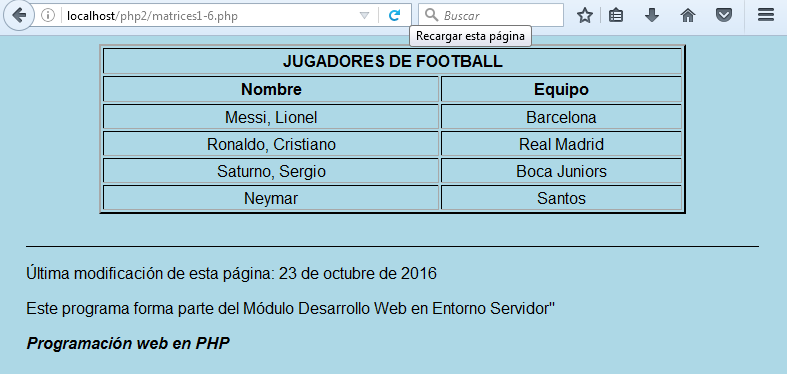 localhost/php2/matrices1-6.php
Buscar
Recargar esta página
JUGADORES DE FOOTBALL
Nombre Equipo
Messi, Lionel Barcelona
Ronaldo, Cristiano Real Madrid
Saturno, Sergio Boca Juniors
Neymar Santos
Última modificación de esta página: 23 de octubre de 2016
Este programa forma parte del Módulo Desarrollo Web en Entorno Servidor"
Programación web en PHP